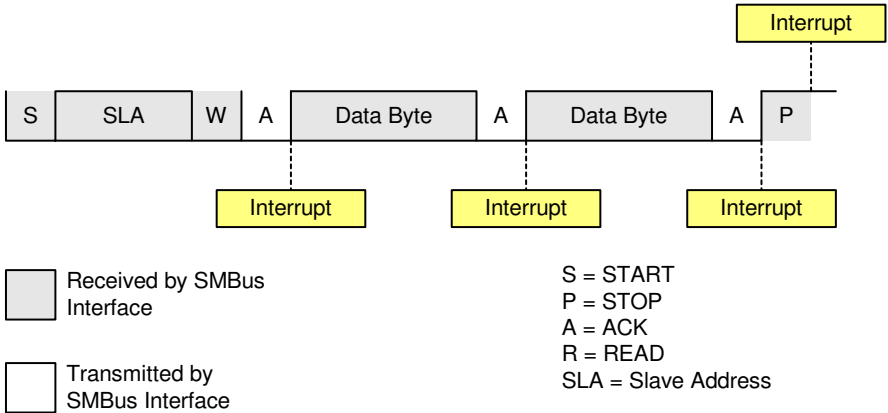 Interrupt
S SLA W A Data Byte A Data Byte A P
Interrupt Interrupt Interrupt
Received by SMBus
Interface
Transmitted by
SMBus Interface
S = START
P = STOP
A = ACK
R = READ
SLA = Slave Address